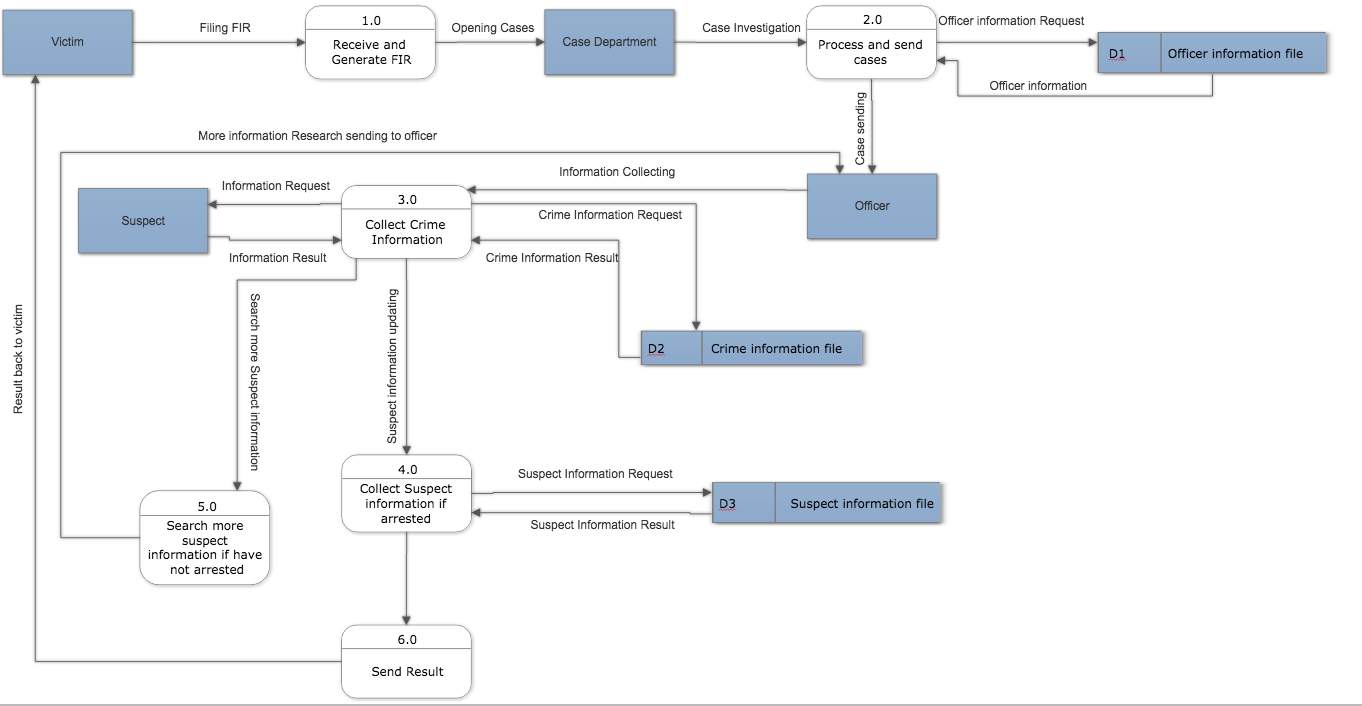 Victim
Filing FIR
1.0
Receive and
Generate FIR
Opening Cases
Case Department
Case Investigation
2.0
Process and send
cases
Officer information Request
D1
Officer information file
Officer information
Case sending
More information Research sending to officer
Officer
Information Collecting
Suspect
Information Request
Information Result
3.0
Collect Crime
Information
Crime Information Request
Crime Information Result
D2
Crime information file
Search more Suspect information
Suspect information updating
Result back to victim
4.0
Collect Suspect
information if
arrested
Suspect Information Request
Suspect Information Result
D3
Suspect information file
5.0
Search more
suspect
information if have
not arrested
6.0
Send Result